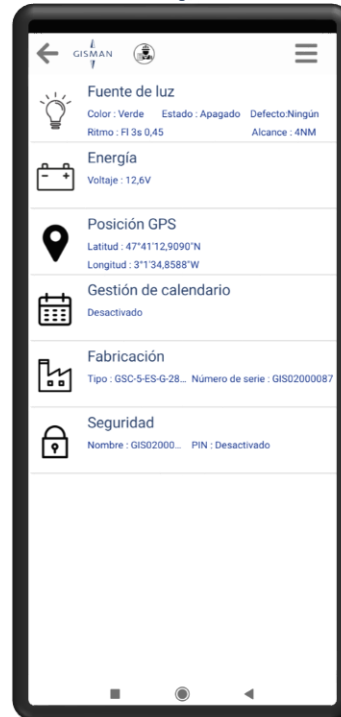 GISMAN
Fuente de luz
Color : Verde Estado : Apagado Defecto:Ningún
Ritmo : Fl 3s 0,45 Alcance : 4NM
Energía
Voltaje : 12,6V
Posición GPS
Latitud : 47°41'12,9090"N
Longitud : 3°1'34,8588"W
Gestión de calendario
Desactivado
Fabricación
Tipo : GSC-5-ES-G-28... Número de serie : GIS02000087
Seguridad
Nombre : GIS02000... PIN : Desactivado